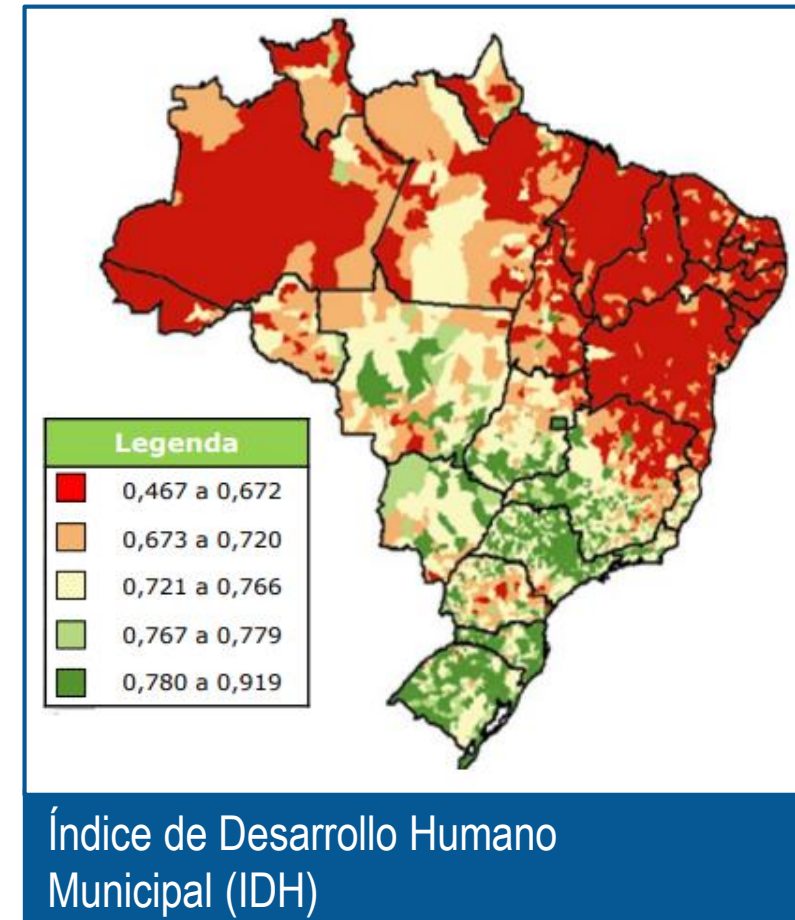 Legenda
0,467 a 0,672
0,673 a 0,720
0,721 a 0,766
0,767 a 0,779
0,780 a 0,919
Índice de Desarrollo Humano
Municipal (IDH)